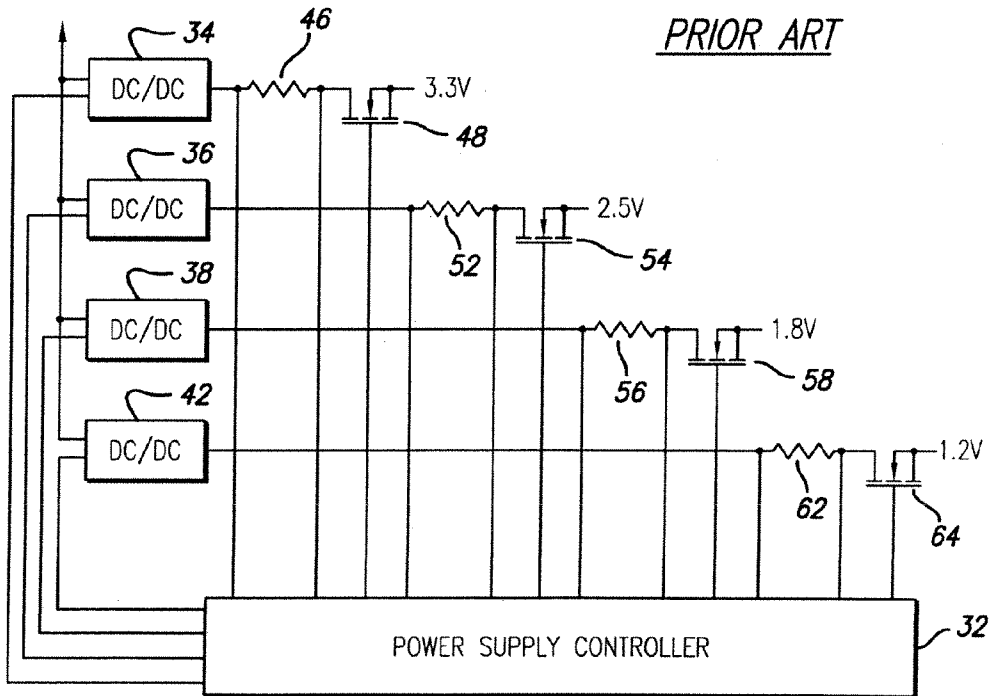 PRIOR ART
34
46
DC/DC
3.3V
48
36
DC/DC
2.5V
52
54
38
DC/DC
1.8V
56
58
42
DC/DC
1.2V
62
64
POWER SUPPLY CONTROLLER
32